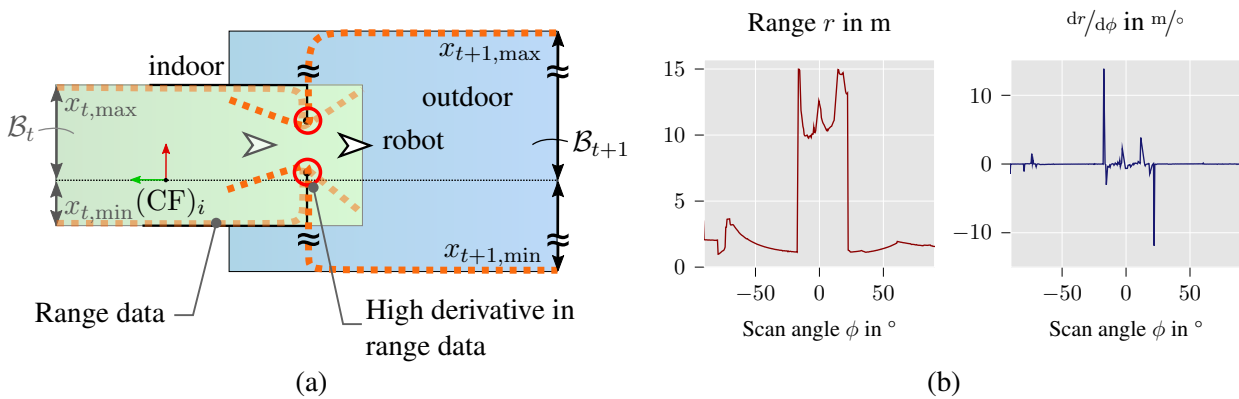 indoor
x_{t,max}
x_{t+1,max}
outdoor
B_t
robot
B_{t+1}
x_{t,min}
(CF)_i
x_{t+1,min}
Range data
High derivative in
range data
(a)
Range r in m
15
10
5
0
−50
0
50
Scan angle ϕ in °
dr/dϕ in m/°
10
0
−10
−50
0
50
Scan angle ϕ in °
(b)